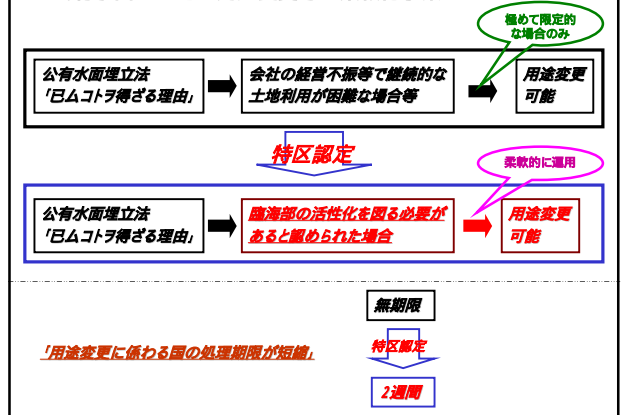 極めて限定的
な場合のみ
公有水面埋立法
「已ムコトヲ得ざる理由」
会社の経営不振等で継続的な
土地利用が困難な場合等
用途変更
可能
特区認定
柔軟的に運用
公有水面埋立法
「已ムコトヲ得ざる理由」
臨海部の活性化を図る必要が
あると認められた場合
用途変更
可能
無期限
特区認定
「用途変更に係わる国の処理期限が短縮」
2週間